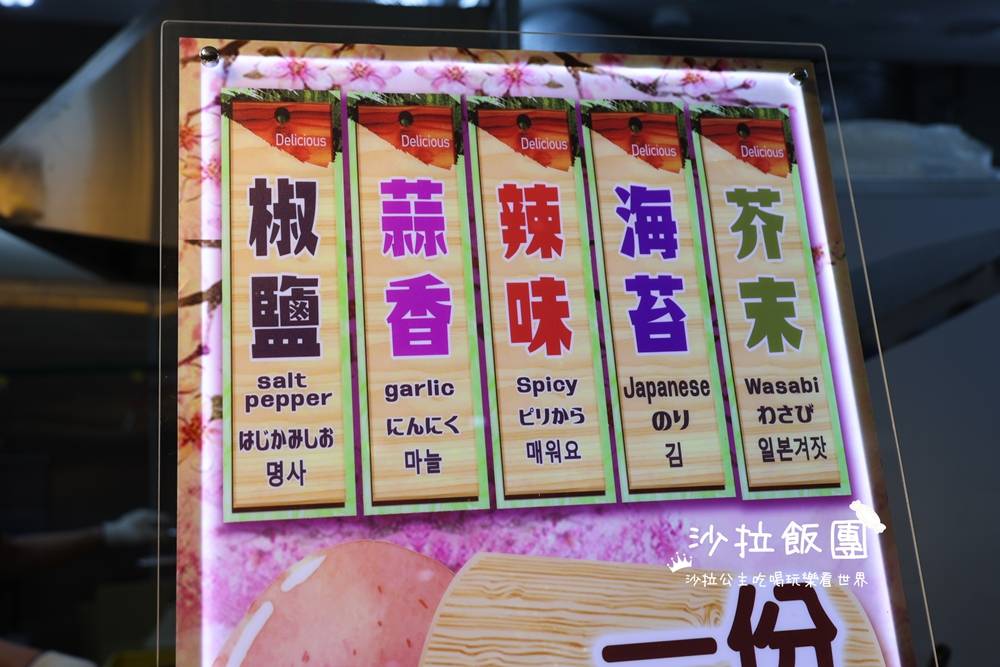 Delicious
椒鹽
salt
pepper
はじかみしお
명사
Delicious
蒜香
garlic
にんにく
마늘
Delicious
辣味
Spicy
ピリから
매워요
Delicious
海苔
Japanese
のり
김
Delicious
芥末
Wasabi
わさび
일본겨잣
沙拉飯團
沙拉公主吃喝玩樂看世界
一份